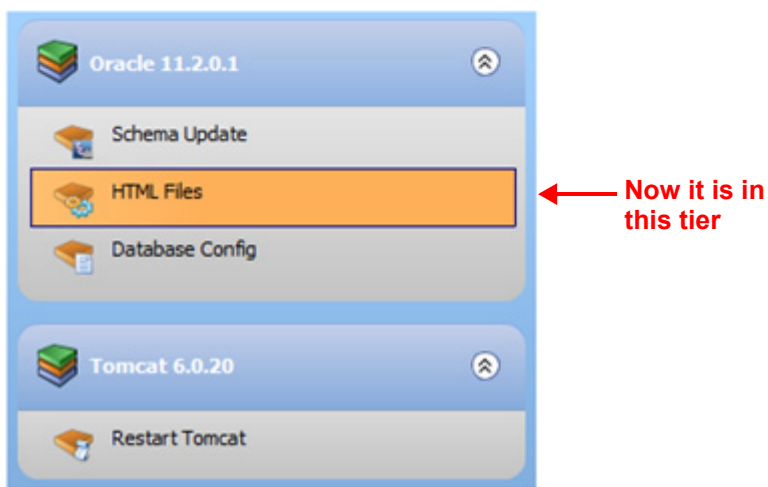 Oracle 11.2.0.1
Schema Update
HTML Files
Now it is in
this tier
Database Config
Tomcat 6.0.20
Restart Tomcat